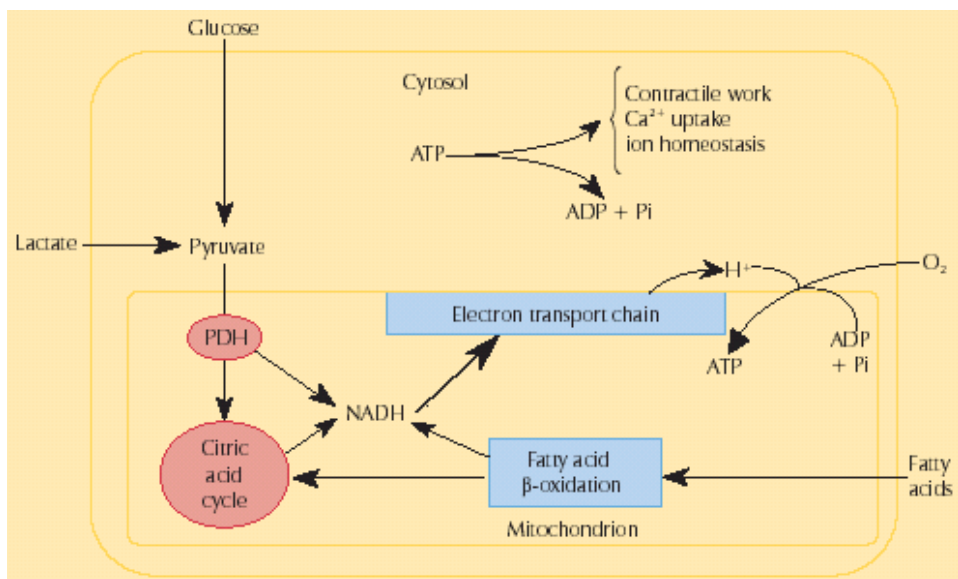 Glucose
Cytosol
Contractile work
Ca²⁺ uptake
ion homeostasis
ATP
ADP + Pi
Lactate
Pyruvate
H⁺
O₂
Electron transport chain
PDH
ATP
ADP
+ Pi
NADH
Citric
acid
cycle
Fatty acid
β-oxidation
Fatty
acids
Mitochondrion